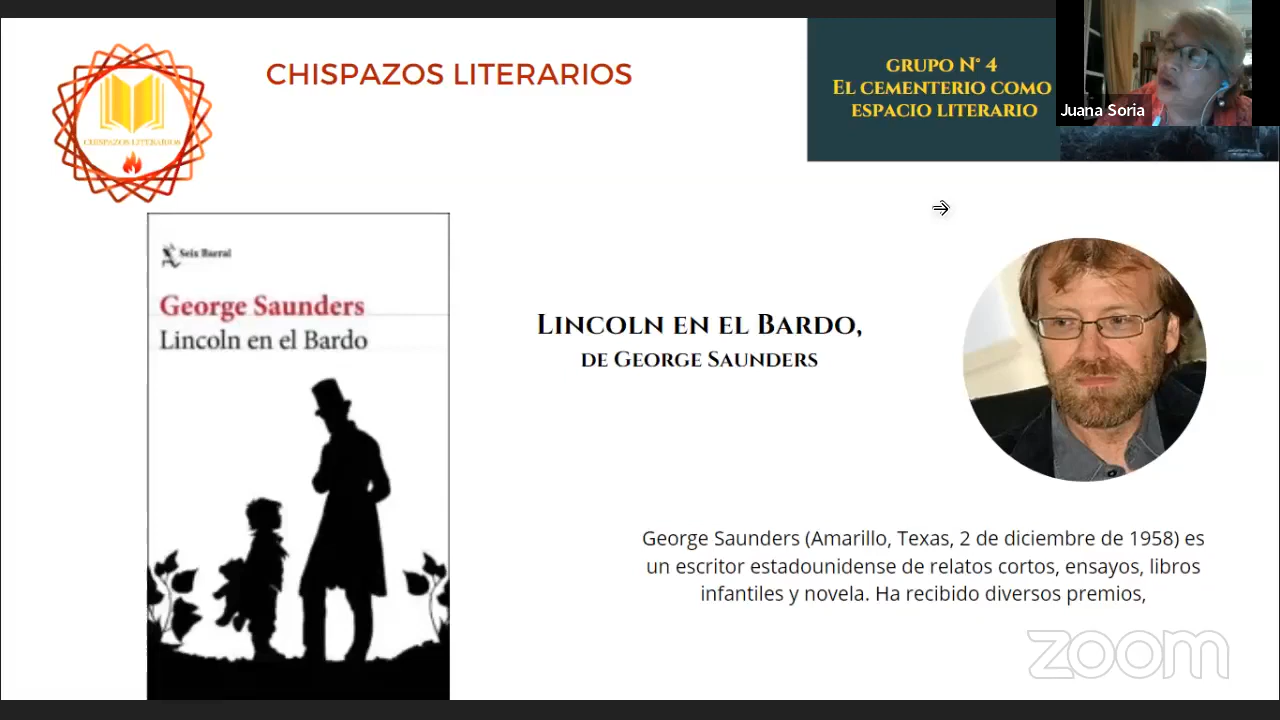 CHISPAZOS LITERARIOS
CHISPAZOS LITERARIOS
GRUPO N° 4
EL CEMENTERIO COMO
ESPACIO LITERARIO
Juana Soria
Seix Barral
George Saunders
Lincoln en el Bardo
LINCOLN EN EL BARDO,
DE GEORGE SAUNDERS
George Saunders (Amarillo, Texas, 2 de diciembre de 1958) es
un escritor estadounidense de relatos cortos, ensayos, libros
infantiles y novela. Ha recibido diversos premios,
zoom